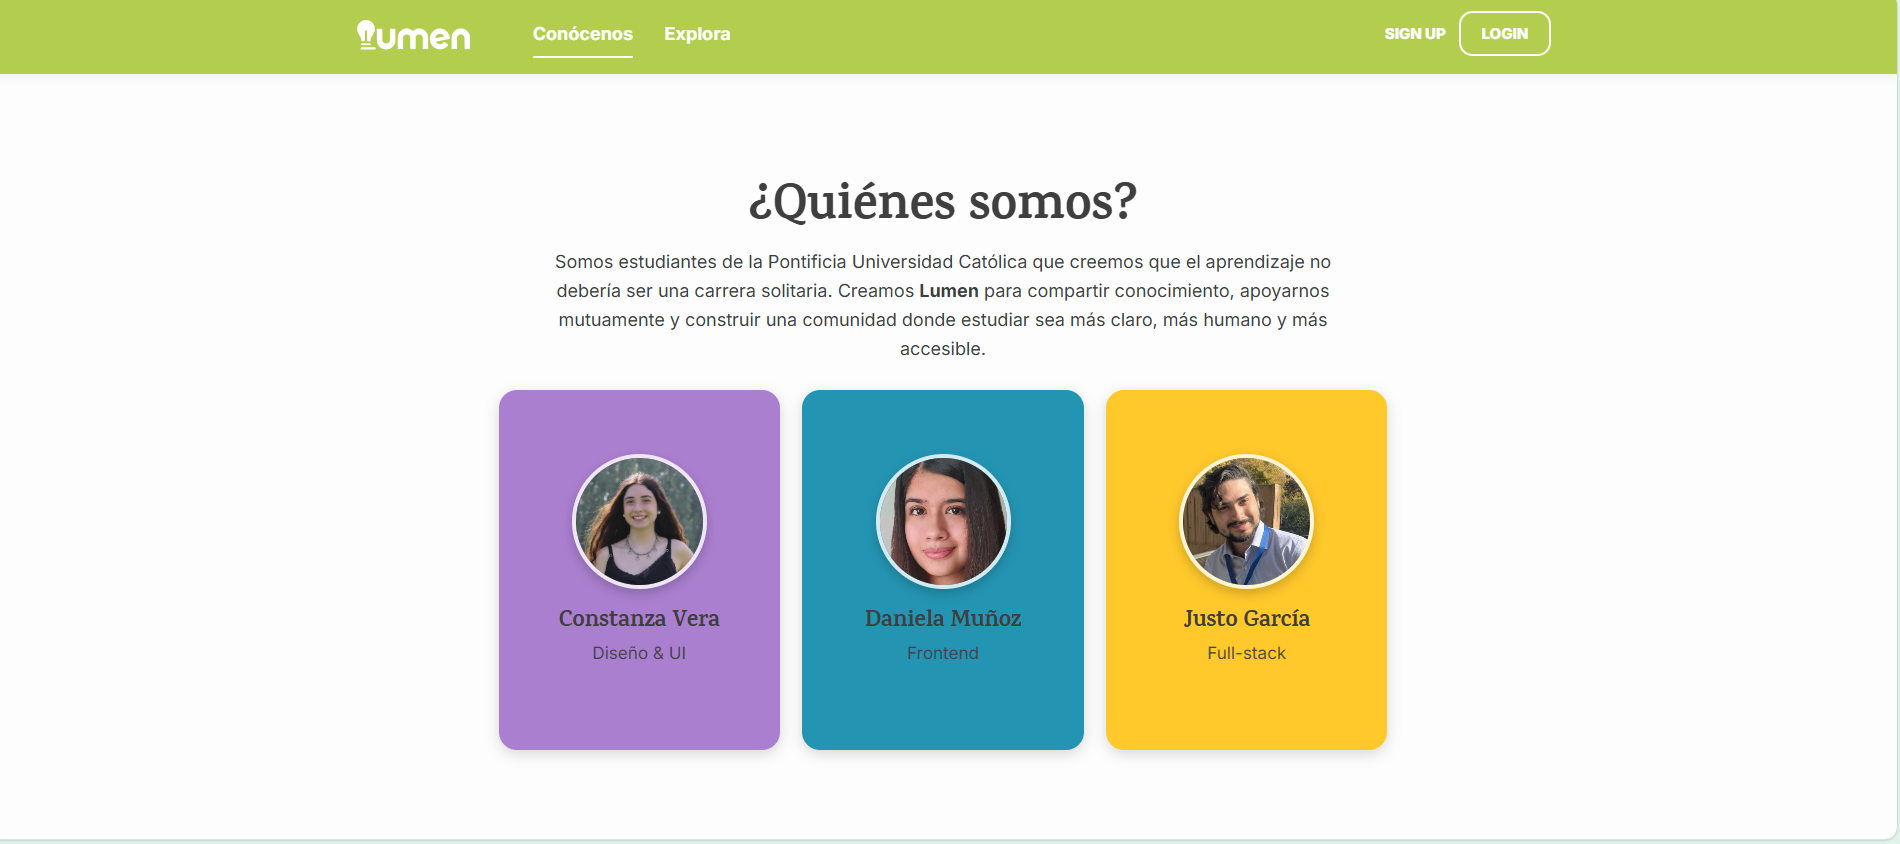 Lumen
Conócenos
Explora
SIGN UP
LOGIN
¿Quiénes somos?
Somos estudiantes de la Pontificia Universidad Católica que creemos que el aprendizaje no
debería ser una carrera solitaria. Creamos Lumen para compartir conocimiento, apoyarnos
mutuamente y construir una comunidad donde estudiar sea más claro, más humano y más
accesible.
Constanza Vera
Diseño & UI
Daniela Muñoz
Frontend
Justo García
Full-stack